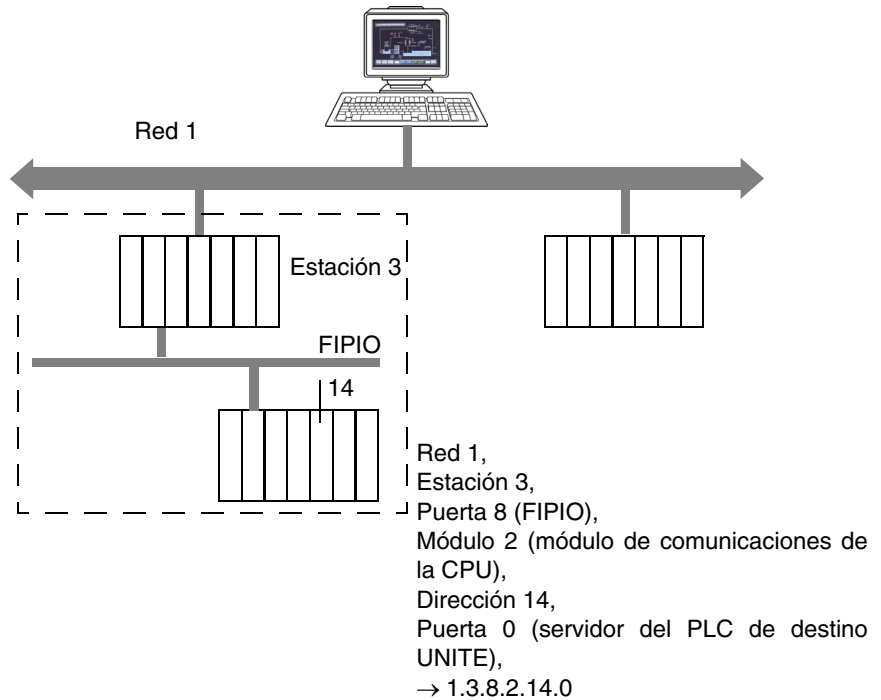 Red 1
Estación 3
FIPIO
14
Red 1,
Estación 3,
Puerta 8 (FIPIO),
Módulo 2 (módulo de comunicaciones de
la CPU),
Dirección 14,
Puerta 0 (servidor del PLC de destino
UNITE),
→ 1.3.8.2.14.0